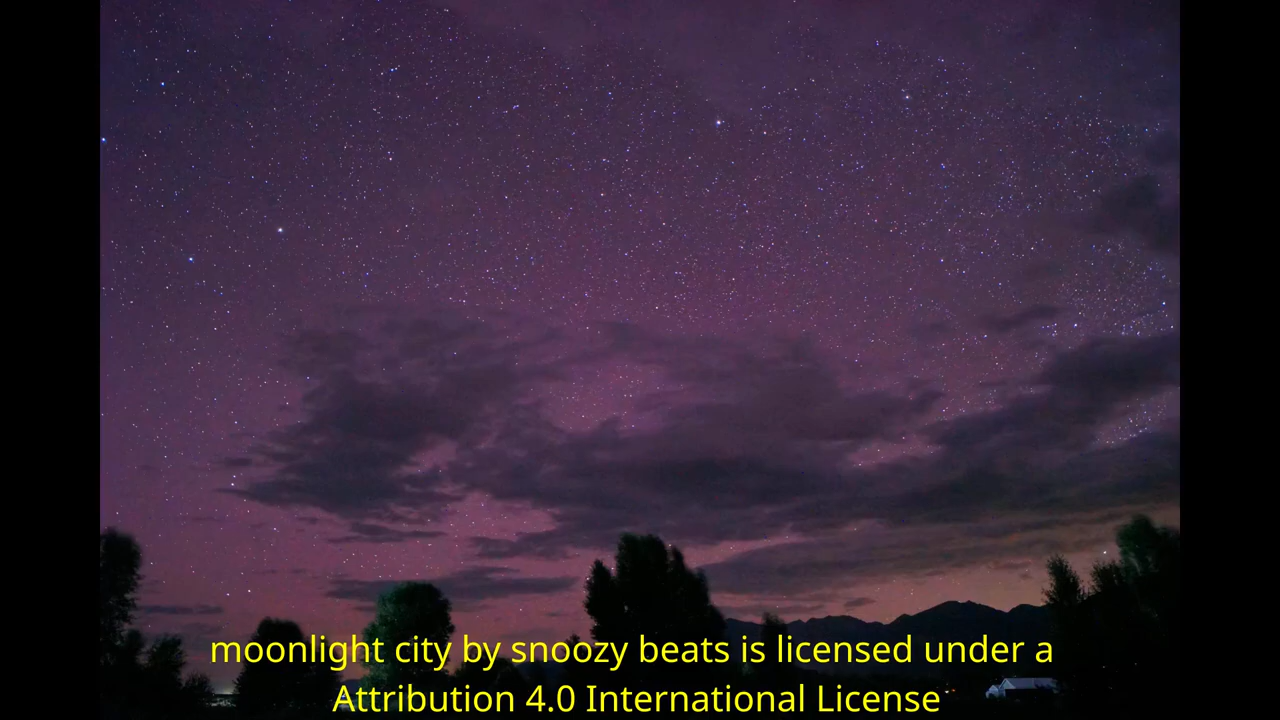 moonlight city by snoozy beats is licensed under a
Attribution 4.0 International License